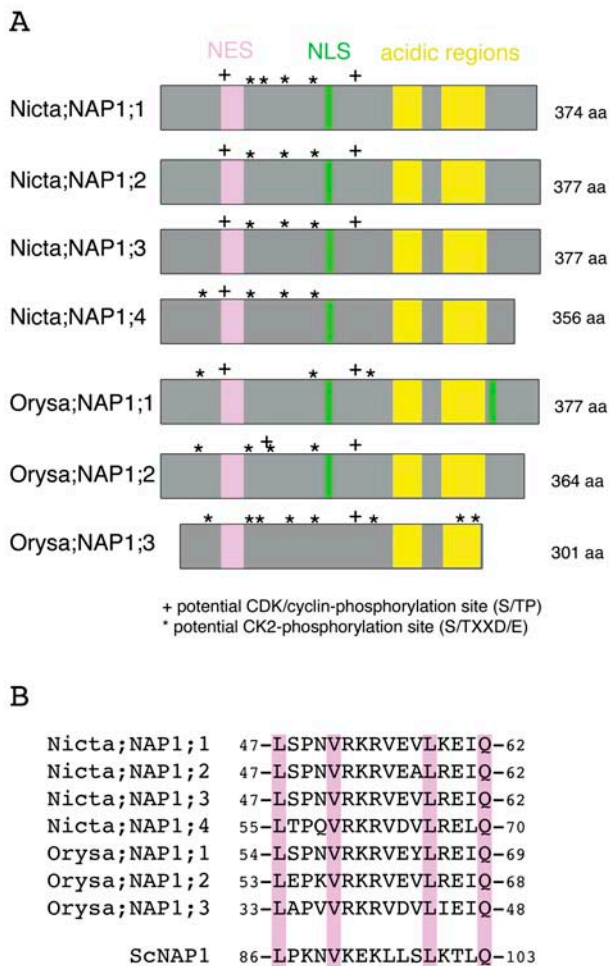 A
NES NLS acidic regions
+ * * * * +
Nicta;NAP1;1 374 aa
+ * * * +
Nicta;NAP1;2 377 aa
+ * * * +
Nicta;NAP1;3 377 aa
* + * * *
Nicta;NAP1;4 356 aa
* + * + *
Orysa;NAP1;1 377 aa
* * + * * +
Orysa;NAP1;2 364 aa
* * * * * + * * *
Orysa;NAP1;3 301 aa
+ potential CDK/cyclin-phosphorylation site (S/TP)
* potential CK2-phosphorylation site (S/TXXD/E)
B
Nicta;NAP1;1 47-LSPNVRKRVEVLKEIQ-62
Nicta;NAP1;2 47-LSPNVRKRVEALREIQ-62
Nicta;NAP1;3 47-LSPNVRKRVEVLREIQ-62
Nicta;NAP1;4 55-LTPQVRKRVDVLRELQ-70
Orysa;NAP1;1 54-LSPNVRKRVEYLREIQ-69
Orysa;NAP1;2 53-LEPKVRKRVEVLREIQ-68
Orysa;NAP1;3 33-LAPVVRKRVDVLIEIQ-48
ScNAP1 86-LPKNVKEKLLSLKTLQ-103